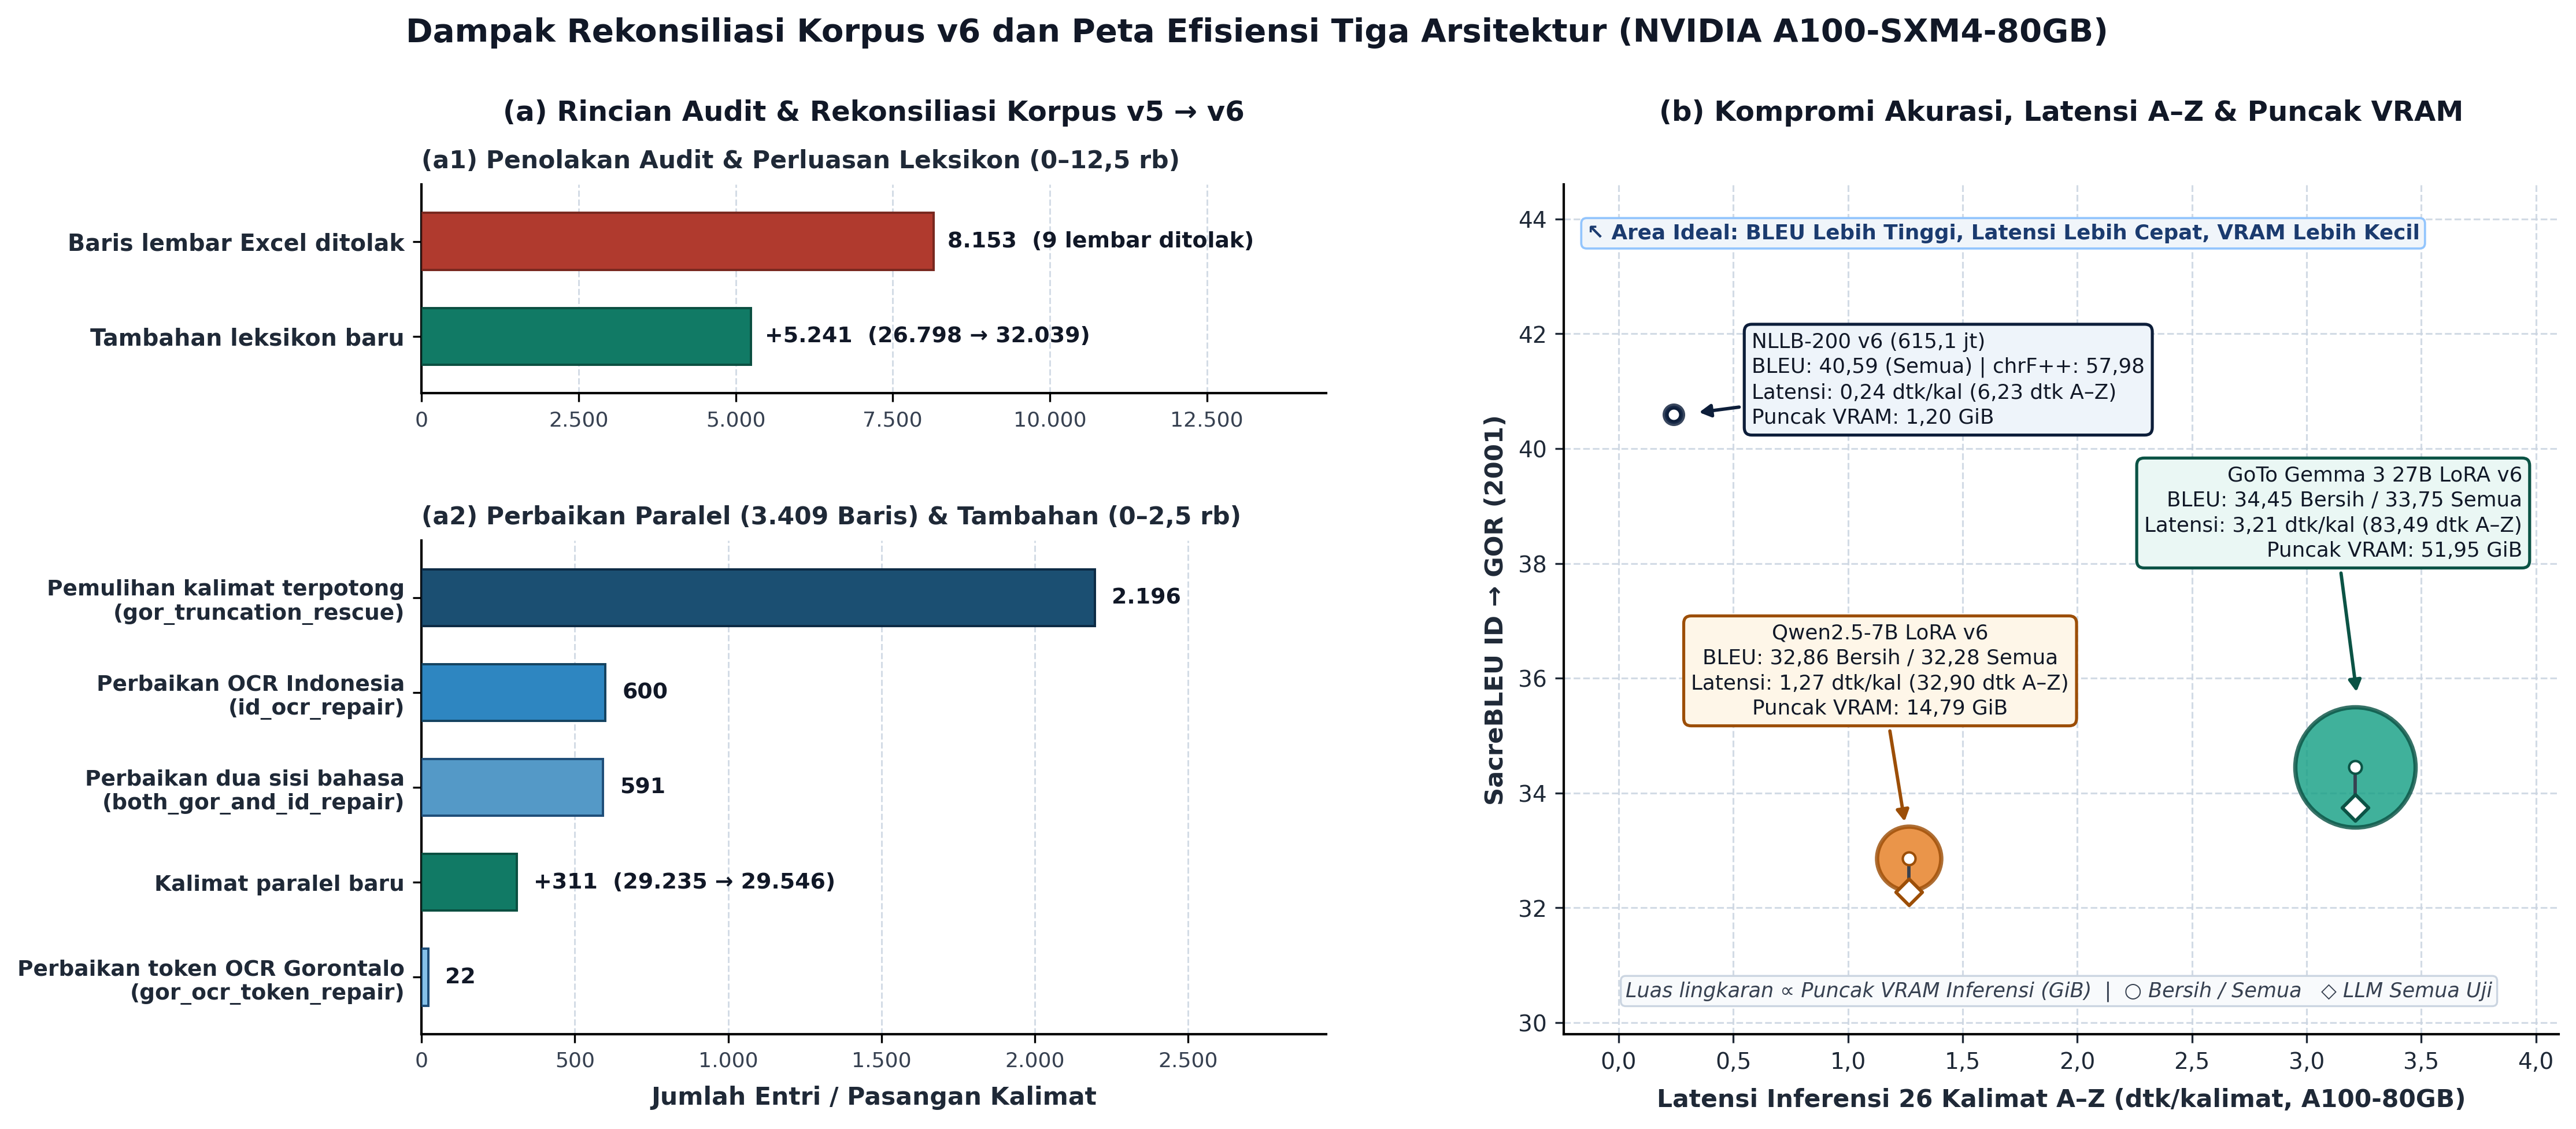 Dampak Rekonsiliasi Korpus v6 dan Peta Efisiensi Tiga Arsitektur (NVIDIA A100-SXM4-80GB)
(a) Rincian Audit & Rekonsiliasi Korpus v5 → v6
(a1) Penolakan Audit & Perluasan Leksikon (0–12,5 rb)
Baris lembar Excel ditolak
8.153 (9 lembar ditolak)
Tambahan leksikon baru
+5.241 (26.798 → 32.039)
0 2.500 5.000 7.500 10.000 12.500
(a2) Perbaikan Paralel (3.409 Baris) & Tambahan (0–2,5 rb)
Pemulihan kalimat terpotong
(gor_truncation_rescue)
2.196
Perbaikan OCR Indonesia
(id_ocr_repair)
600
Perbaikan dua sisi bahasa
(both_gor_and_id_repair)
591
Kalimat paralel baru
+311 (29.235 → 29.546)
Perbaikan token OCR Gorontalo
(gor_ocr_token_repair)
22
0 500 1.000 1.500 2.000 2.500
Jumlah Entri / Pasangan Kalimat
(b) Kompromi Akurasi, Latensi A–Z & Puncak VRAM
SacreBLEU ID → GOR (2001)
44
42
40
38
36
34
32
30
↖ Area Ideal: BLEU Lebih Tinggi, Latensi Lebih Cepat, VRAM Lebih Kecil
NLLB-200 v6 (615,1 jt)
BLEU: 40,59 (Semua) | chrF++: 57,98
Latensi: 0,24 dtk/kal (6,23 dtk A–Z)
Puncak VRAM: 1,20 GiB
GoTo Gemma 3 27B LoRA v6
BLEU: 34,45 Bersih / 33,75 Semua
Latensi: 3,21 dtk/kal (83,49 dtk A–Z)
Puncak VRAM: 51,95 GiB
Qwen2.5-7B LoRA v6
BLEU: 32,86 Bersih / 32,28 Semua
Latensi: 1,27 dtk/kal (32,90 dtk A–Z)
Puncak VRAM: 14,79 GiB
Luas lingkaran ∝ Puncak VRAM Inferensi (GiB) | ○ Bersih / Semua ◇ LLM Semua Uji
0,0 0,5 1,0 1,5 2,0 2,5 3,0 3,5 4,0
Latensi Inferensi 26 Kalimat A–Z (dtk/kalimat, A100-80GB)